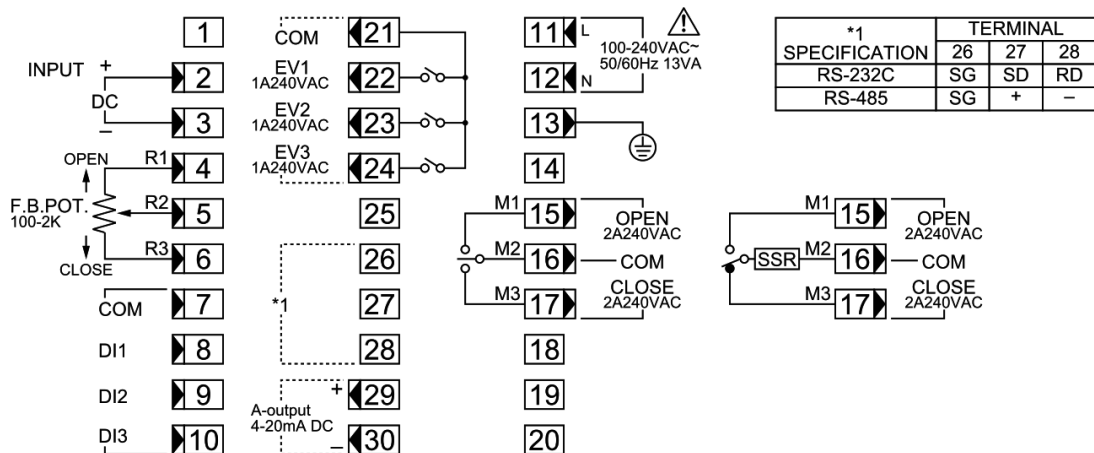 1
INPUT +
2
DC
−
3
OPEN R1
4
F.B.POT.
100-2K
R2
5
R3
CLOSE
6
COM
7
DI1
8
DI2
9
DI3
10
COM
21
EV1
1A240VAC
22
EV2
1A240VAC
23
EV3
1A240VAC
24
25
26
*1
27
28
A-output
4-20mA DC
+
29
−
30
11
L
100-240VAC~
50/60Hz 13VA
12
N
13
14
M1
15
OPEN
2A240VAC
M2
16
COM
M3
17
CLOSE
2A240VAC
18
19
20
M1
15
OPEN
2A240VAC
SSR
M2
16
COM
M3
17
CLOSE
2A240VAC
*1
SPECIFICATION
TERMINAL
26 27 28
RS-232C SG SD RD
RS-485 SG + −